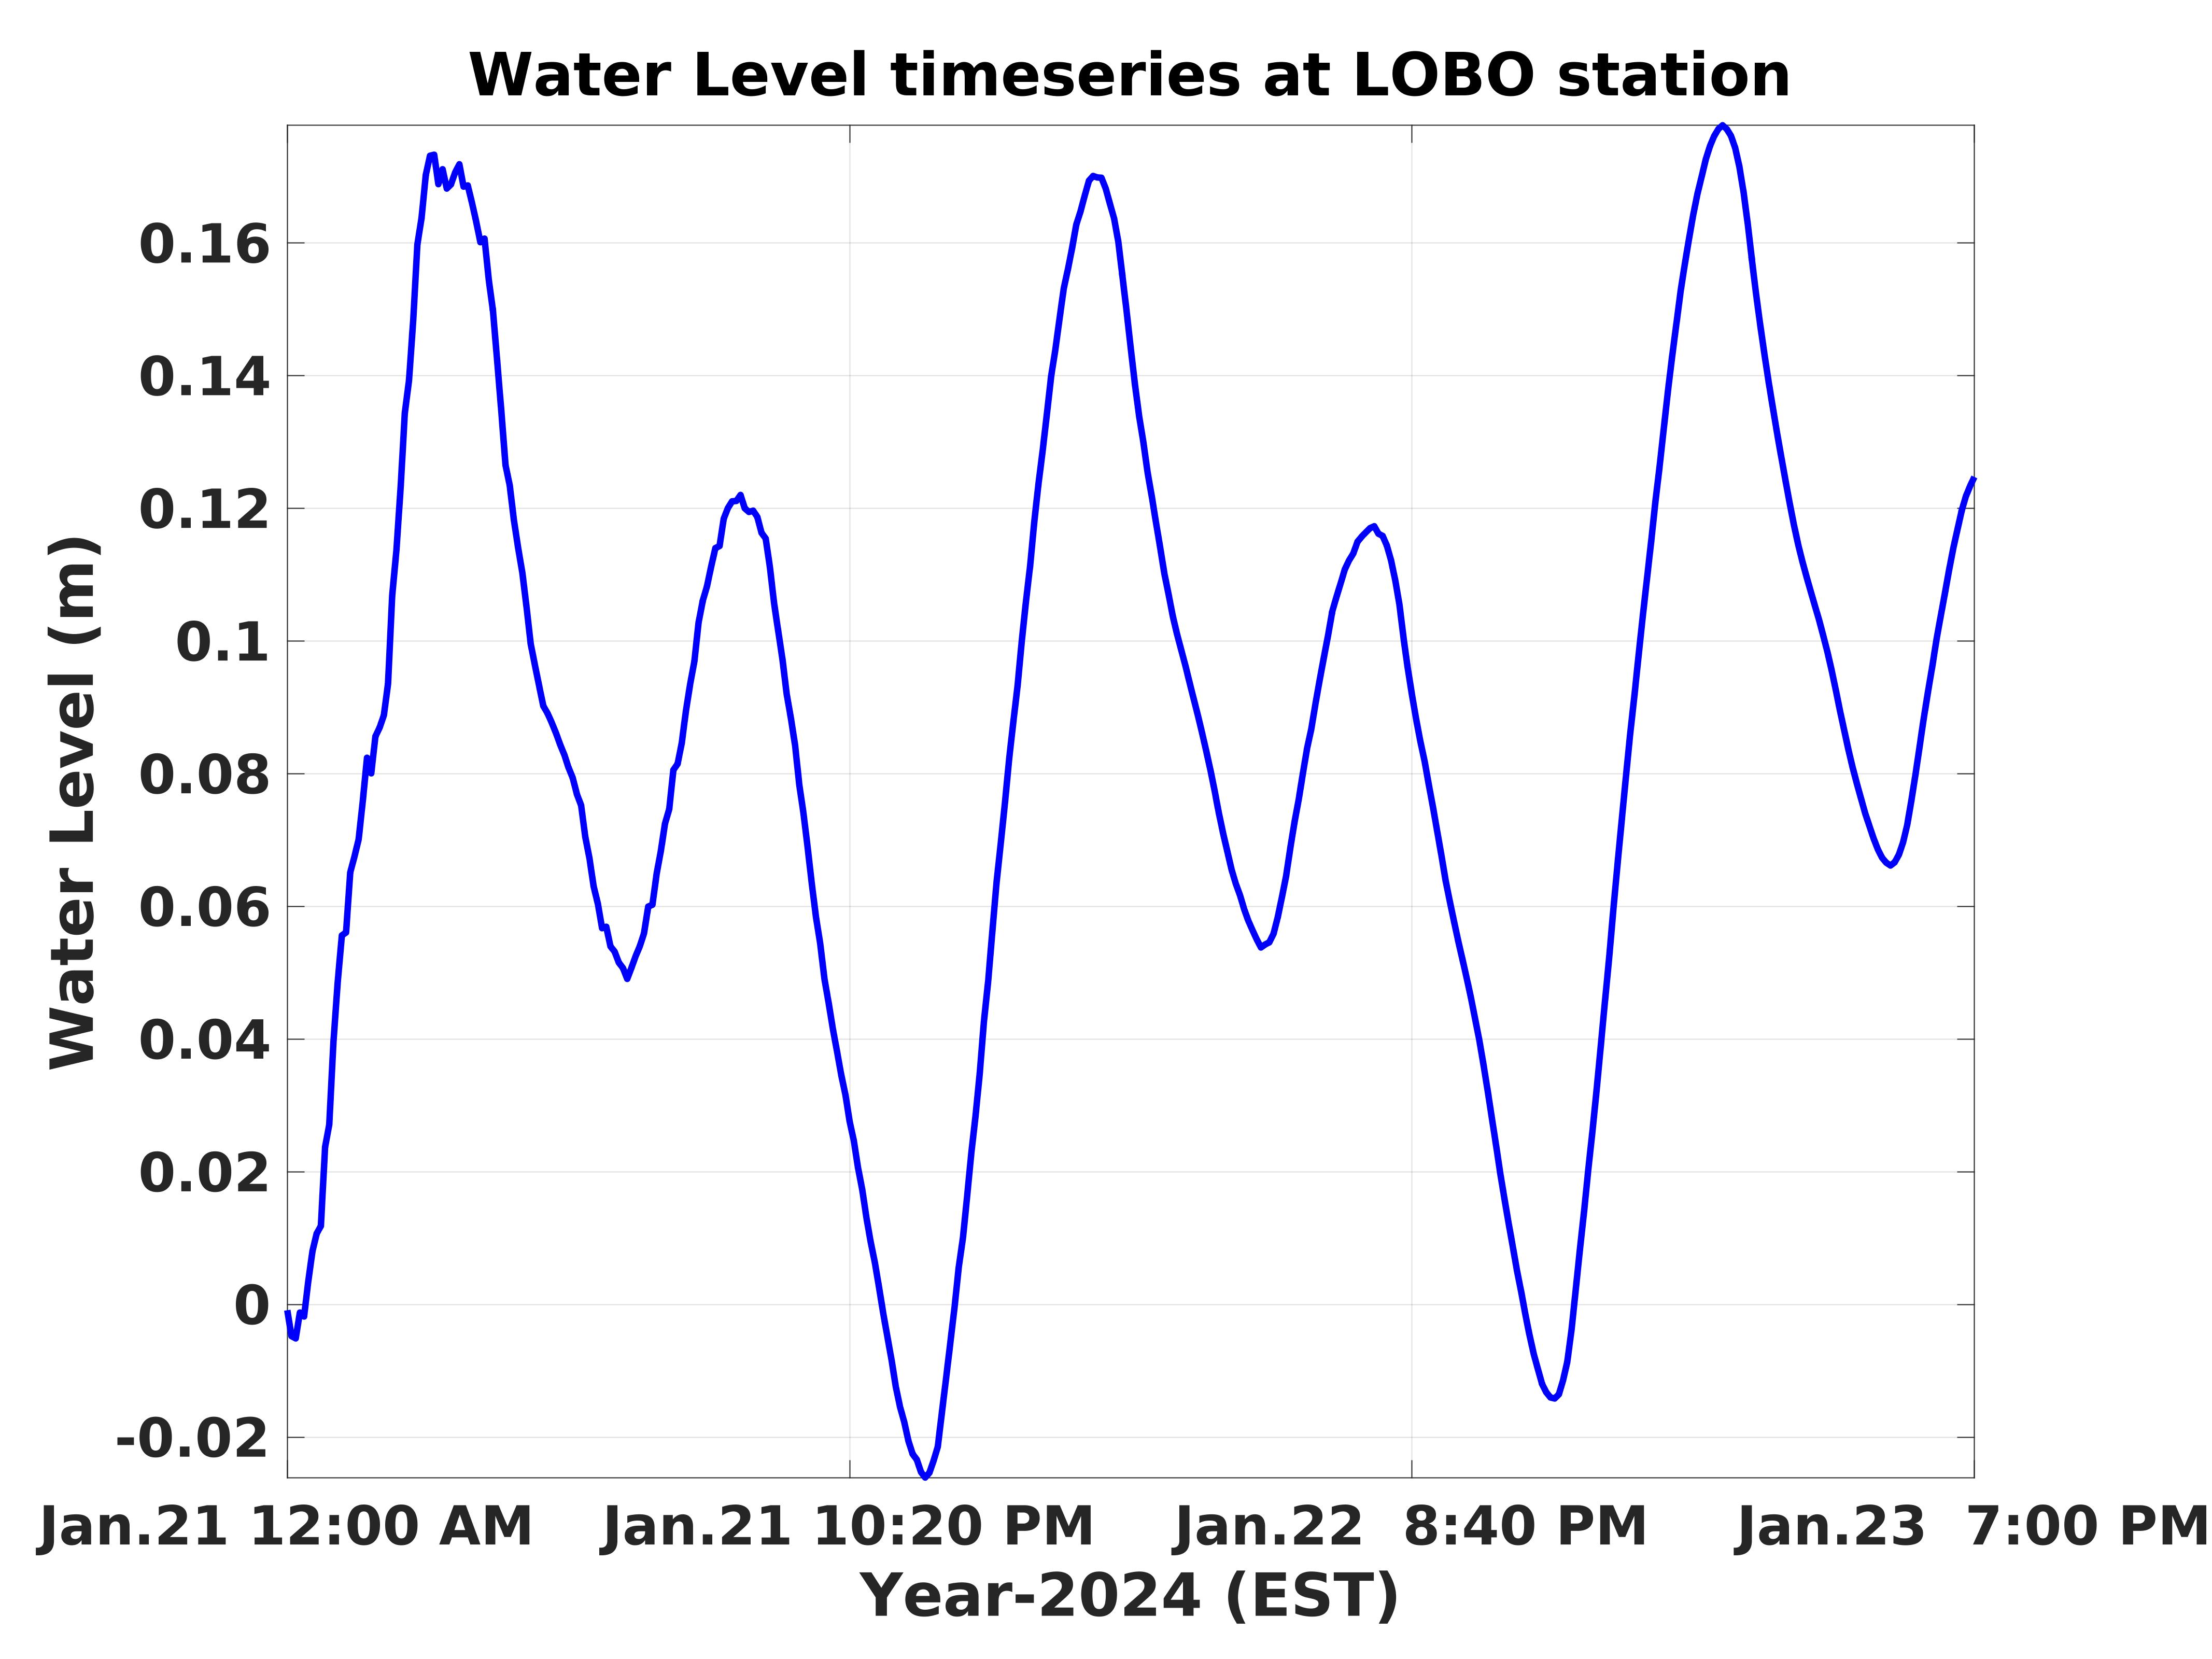 Water Level timeseries at LOBO station
Water Level (m)
0.16
0.14
0.12
0.1
0.08
0.06
0.04
0.02
0
-0.02
Jan.21 12:00 AM Jan.21 10:20 PM Jan.22 8:40 PM Jan.23 7:00 PM
Year-2024 (EST)